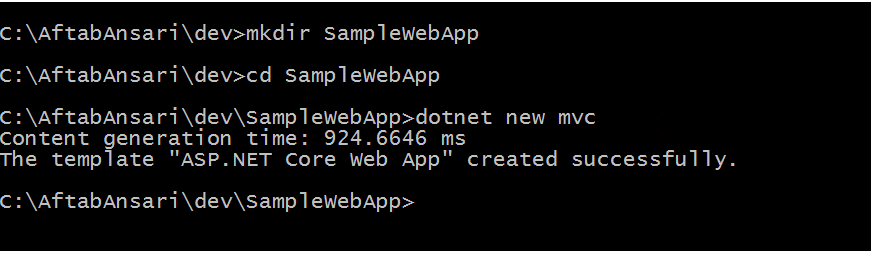 C:\AftabAnsari\dev>mkdir SampleWebApp
C:\AftabAnsari\dev>cd SampleWebApp
C:\AftabAnsari\dev\SampleWebApp>dotnet new mvc
Content generation time: 924.6646 ms
The template "ASP.NET Core Web App" created successfully.
C:\AftabAnsari\dev\SampleWebApp>